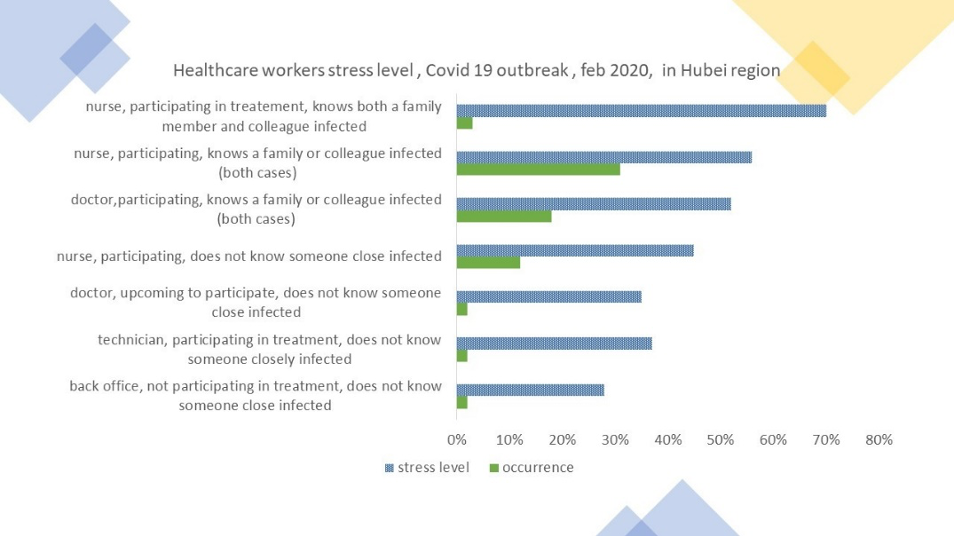 Healthcare workers stress level , Covid 19 outbreak , feb 2020,  in Hubei region
nurse, participating in treatement, knows both a family
member and colleague infected
nurse, participating, knows a family or colleague infected
(both cases)
doctor,participating, knows a family or colleague infected
(both cases)
nurse, participating, does not know someone close infected
doctor, upcoming to participate, does not know someone
close infected
technician, participating in treatment, does not know
someone closely infected
back office, not participating in treatment, does not know
someone close infected
0% 10% 20% 30% 40% 50% 60% 70% 80%
stress level occurrence